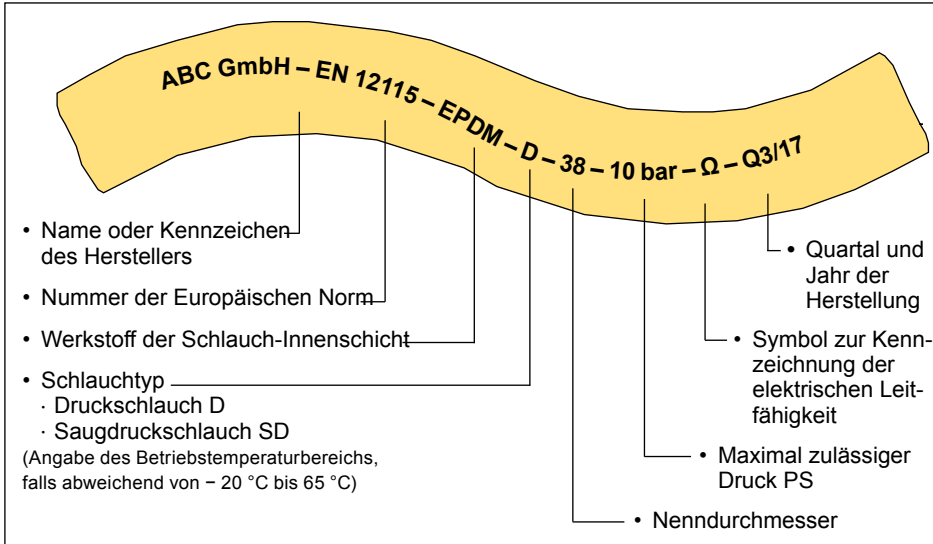 ABC GmbH – EN 12115 – EPDM – D – 38 – 10 bar – Ω – Q3/17
• Name oder Kennzeichen
des Herstellers
• Nummer der Europäischen Norm
• Werkstoff der Schlauch-Innenschicht
• Schlauchtyp
· Druckschlauch D
· Saugdruckschlauch SD
(Angabe des Betriebstemperaturbereichs,
falls abweichend von − 20 °C bis 65 °C)
• Quartal und
Jahr der
Herstellung
• Symbol zur Kenn-
zeichnung der
elektrischen Leit-
fähigkeit
• Maximal zulässiger
Druck PS
• Nenndurchmesser